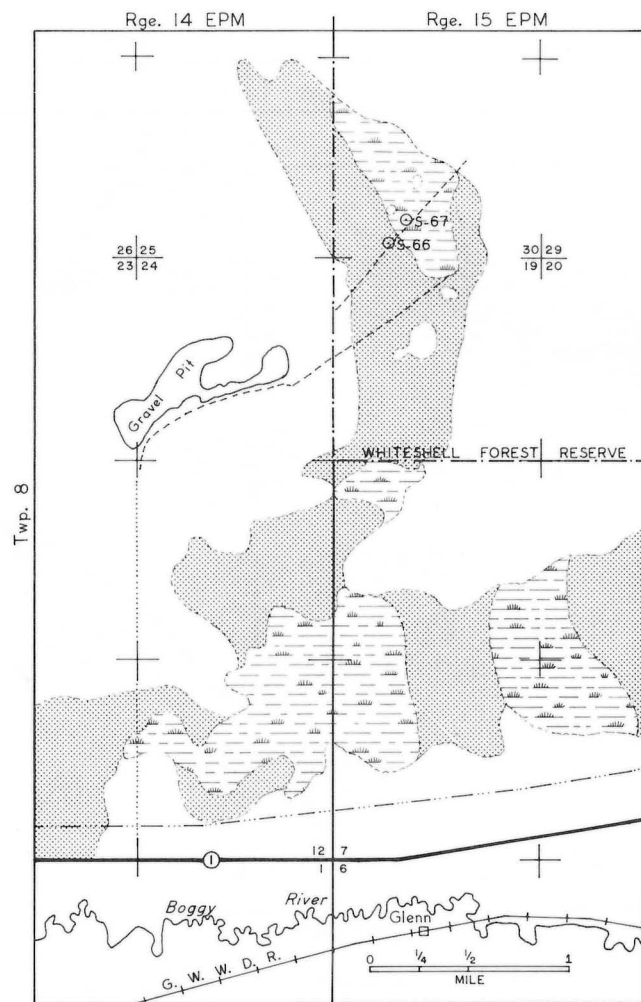 Rge. 14 EPM
Rge. 15 EPM
S-67
S-66
26 25
23 24
30 29
19 20
Gravel Pit
WHITESHELL FOREST RESERVE
Twp. 8
12 7
1 6
1
Boggy River
Glenn
G. W. W. D. R.
0 1/4 1/2 1
MILE